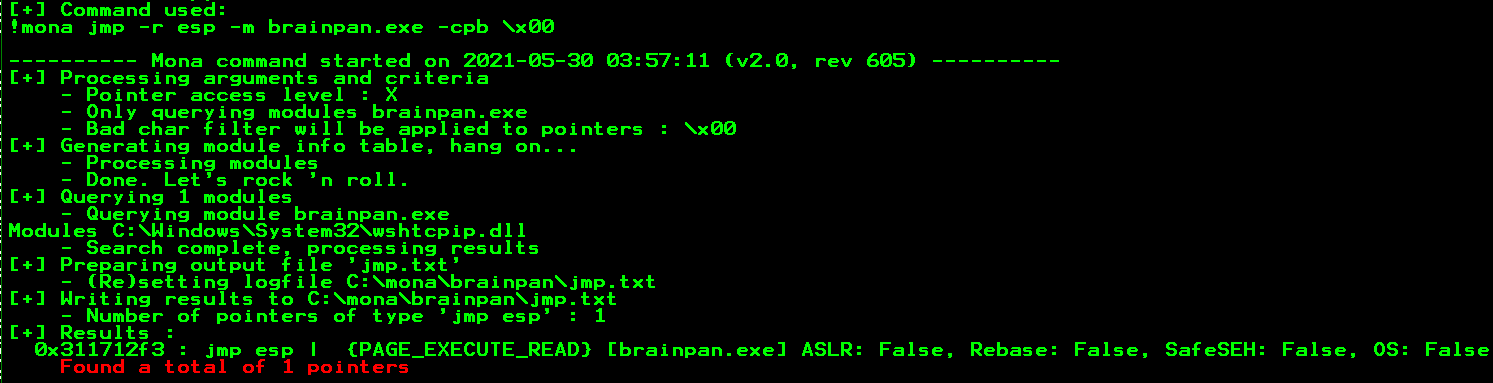 [+] Command used:
!mona jmp -r esp -m brainpan.exe -cpb \x00
---------- Mona command started on 2021-05-30 03:57:11 (v2.0, rev 605) ----------
[+] Processing arguments and criteria
- Pointer access level : X
- Only querying modules brainpan.exe
- Bad char filter will be applied to pointers : \x00
[+] Generating module info table, hang on...
- Processing modules
- Done. Let's rock 'n roll.
[+] Querying 1 modules
- Querying module brainpan.exe
Modules C:\Windows\System32\wshtcpip.dll
- Search complete, processing results
[+] Preparing output file 'jmp.txt'
- (Re)setting logfile C:\mona\brainpan\jmp.txt
[+] Writing results to C:\mona\brainpan\jmp.txt
- Number of pointers of type 'jmp esp' : 1
[+] Results :
0x311712f3 : jmp esp |  {PAGE_EXECUTE_READ} [brainpan.exe] ASLR: False, Rebase: False, SafeSEH: False, OS: False
Found a total of 1 pointers